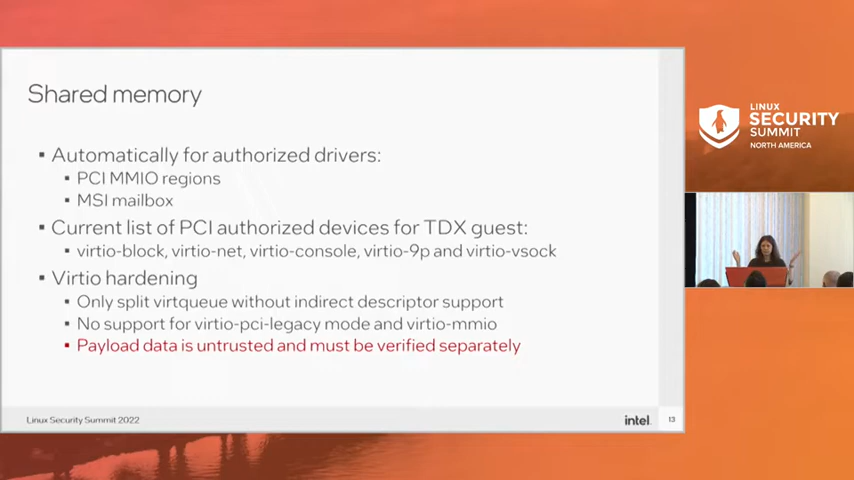 Shared memory
Automatically for authorized drivers:
PCI MMIO regions
MSI mailbox
Current list of PCI authorized devices for TDX guest:
virtio-block, virtio-net, virtio-console, virtio-9p and virtio-vsock
Virtio hardening
Only split virtqueue without indirect descriptor support
No support for virtio-pci-legacy mode and virtio-mmio
Payload data is untrusted and must be verified separately
Linux Security Summit 2022
intel.
13
LINUX
SECURITY
SUMMIT
NORTH AMERICA